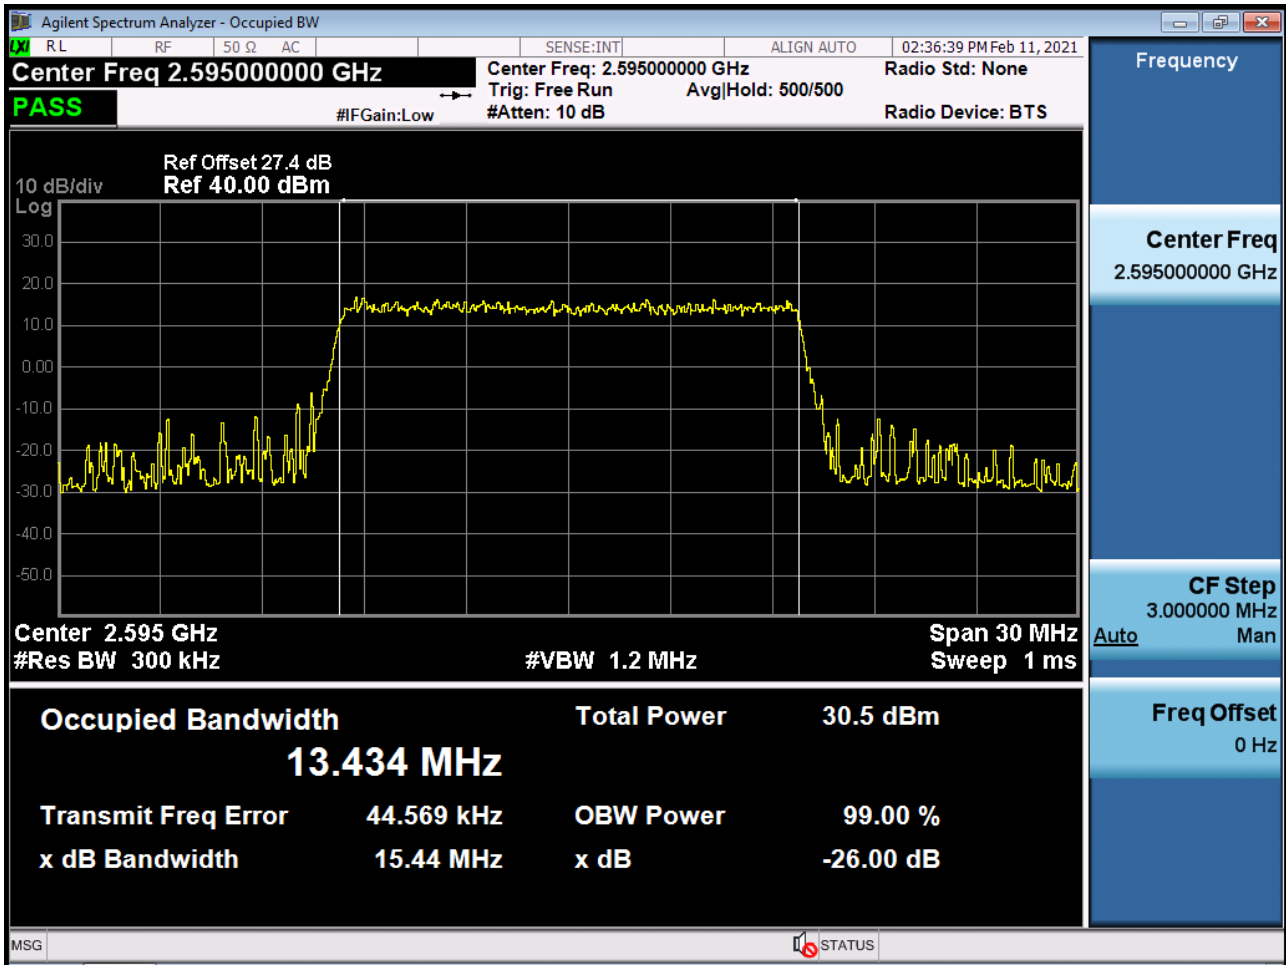 Agilent Spectrum Analyzer - Occupied BW
LXI RL RF 50 Ω AC SENSE:INT ALIGN AUTO 02:36:39 PM Feb 11, 2021
Center Freq 2.595000000 GHz
Center Freq: 2.595000000 GHz
Radio Std: None
Trig: Free Run Avg|Hold: 500/500
PASS
#IFGain:Low
#Atten: 10 dB
Radio Device: BTS
Ref Offset 27.4 dB
10 dB/div
Ref 40.00 dBm
Log
30.0
20.0
10.0
0.00
-10.0
-20.0
-30.0
-40.0
-50.0
Center 2.595 GHz
Span 30 MHz
#Res BW 300 kHz
#VBW 1.2 MHz
Sweep 1 ms
Occupied Bandwidth
13.434 MHz
Total Power 30.5 dBm
Transmit Freq Error 44.569 kHz
OBW Power 99.00 %
x dB Bandwidth 15.44 MHz
x dB -26.00 dB
Frequency
Center Freq
2.595000000 GHz
CF Step
3.000000 MHz
Auto Man
Freq Offset
0 Hz
MSG
STATUS